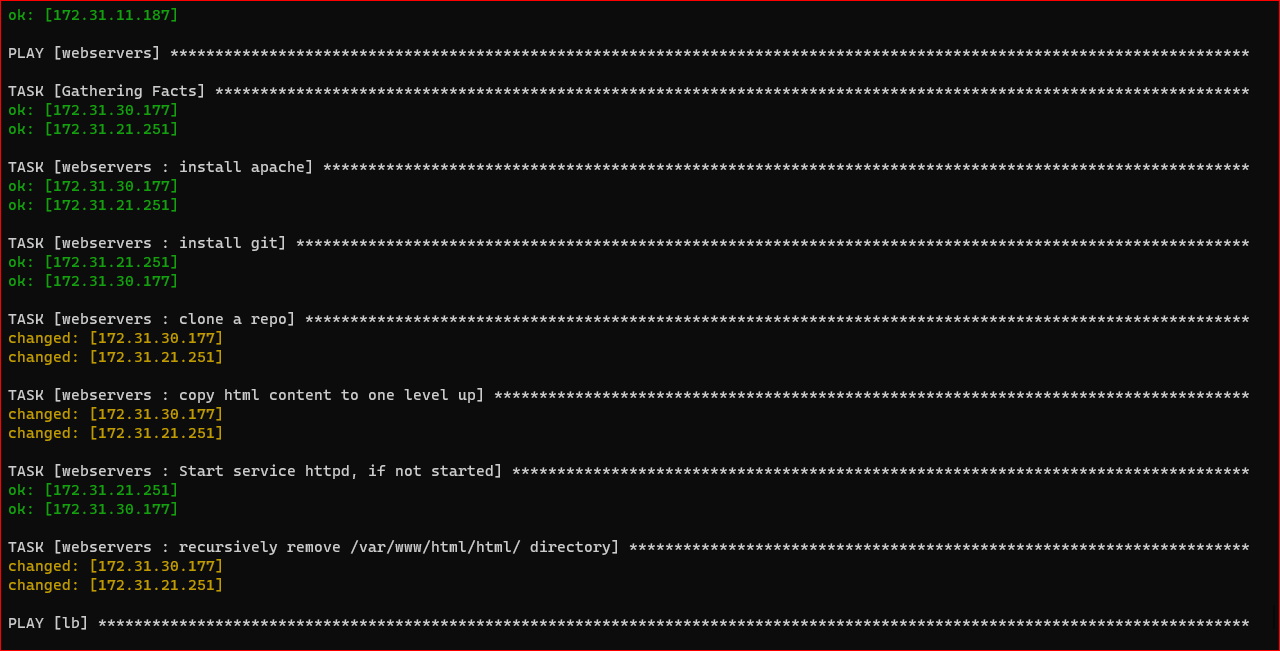 ok: [172.31.11.187]
PLAY [webservers] ************************************************************************************************************************
TASK [Gathering Facts] *******************************************************************************************************************
ok: [172.31.30.177]
ok: [172.31.21.251]
TASK [webservers : install apache] *******************************************************************************************************
ok: [172.31.30.177]
ok: [172.31.21.251]
TASK [webservers : install git] **********************************************************************************************************
ok: [172.31.21.251]
ok: [172.31.30.177]
TASK [webservers : clone a repo] *********************************************************************************************************
changed: [172.31.30.177]
changed: [172.31.21.251]
TASK [webservers : copy html content to one level up] ************************************************************************************
changed: [172.31.30.177]
changed: [172.31.21.251]
TASK [webservers : Start service httpd, if not started] **********************************************************************************
ok: [172.31.21.251]
ok: [172.31.30.177]
TASK [webservers : recursively remove /var/www/html/html/ directory] *********************************************************************
changed: [172.31.30.177]
changed: [172.31.21.251]
PLAY [lb] ********************************************************************************************************************************